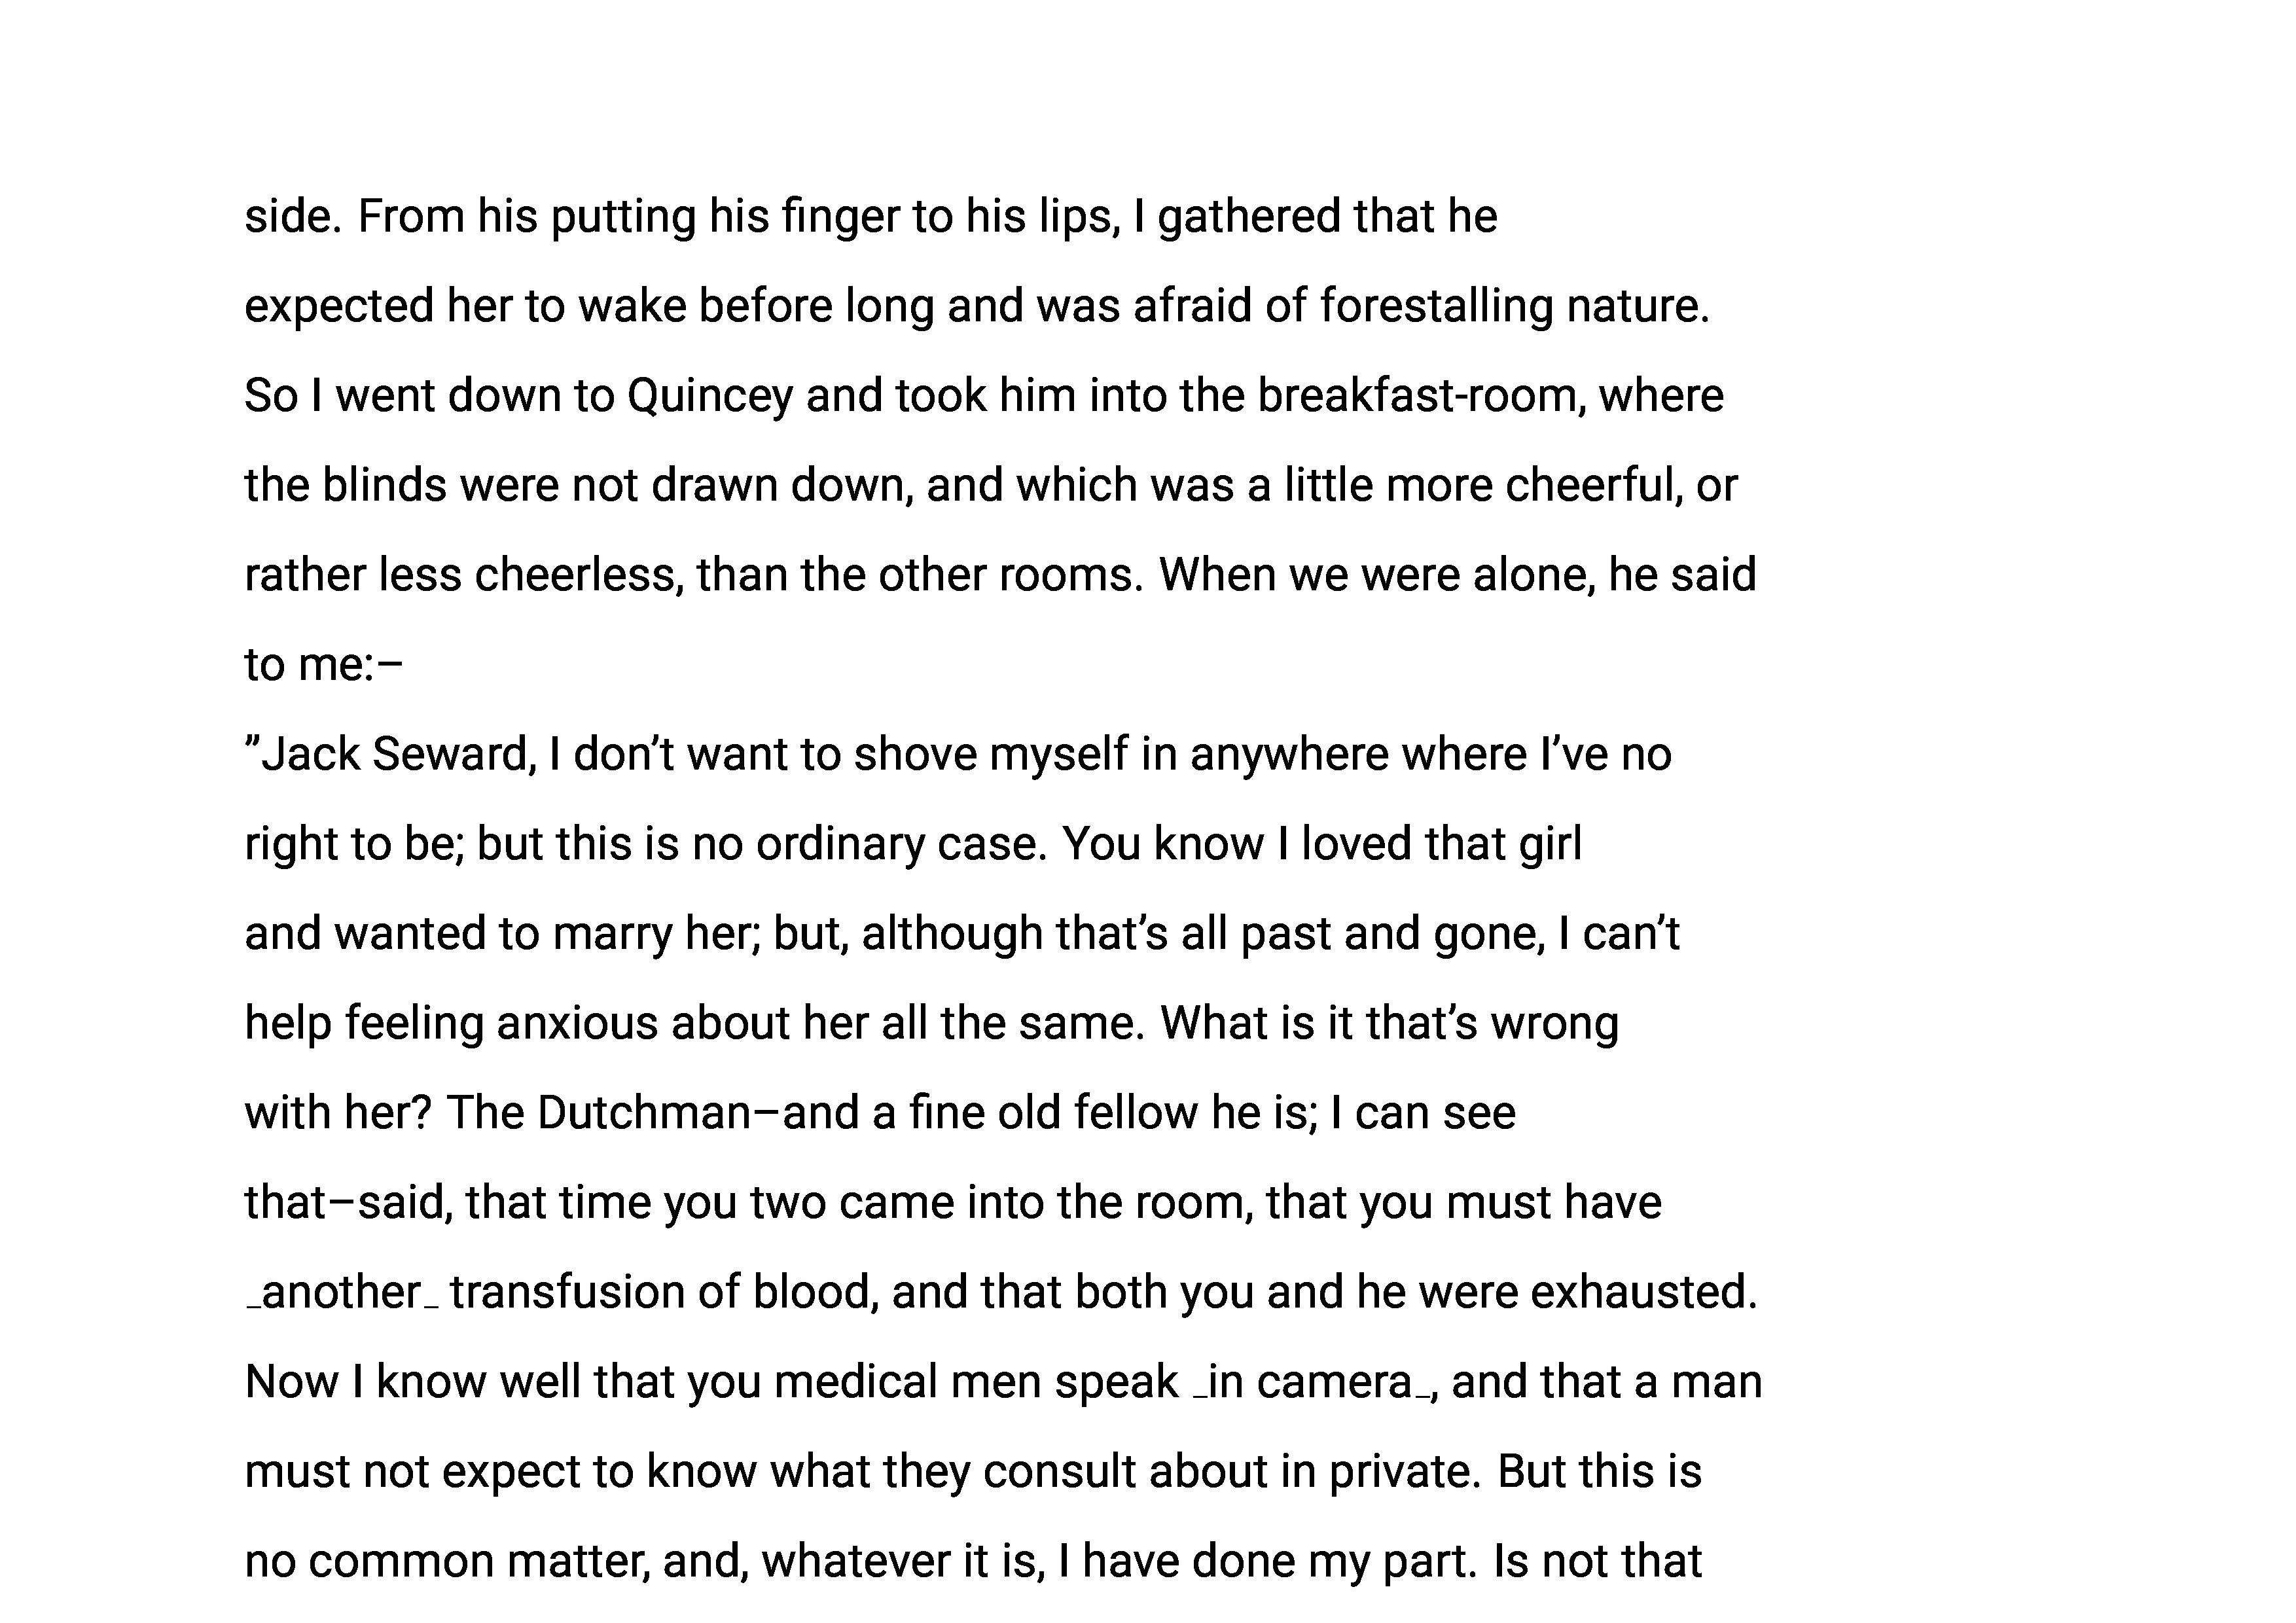 side. From his putting his finger to his lips, I gathered that he
expected her to wake before long and was afraid of forestalling nature.
So I went down to Quincey and took him into the breakfast-room, where
the blinds were not drawn down, and which was a little more cheerful, or
rather less cheerless, than the other rooms. When we were alone, he said
to me:–
”Jack Seward, I don’t want to shove myself in anywhere where I’ve no
right to be; but this is no ordinary case. You know I loved that girl
and wanted to marry her; but, although that’s all past and gone, I can’t
help feeling anxious about her all the same. What is it that’s wrong
with her? The Dutchman–and a fine old fellow he is; I can see
that–said, that time you two came into the room, that you must have
_another_ transfusion of blood, and that both you and he were exhausted.
Now I know well that you medical men speak _in camera_, and that a man
must not expect to know what they consult about in private. But this is
no common matter, and, whatever it is, I have done my part. Is not that